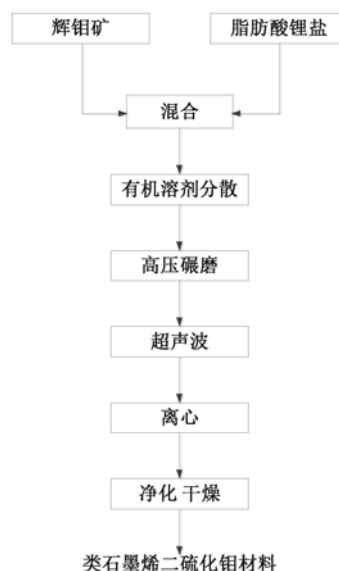 辉钼矿
脂肪酸锂盐
混合
有机溶剂分散
高压碾磨
超声波
离心
净化 干燥
类石墨烯二硫化钼材料